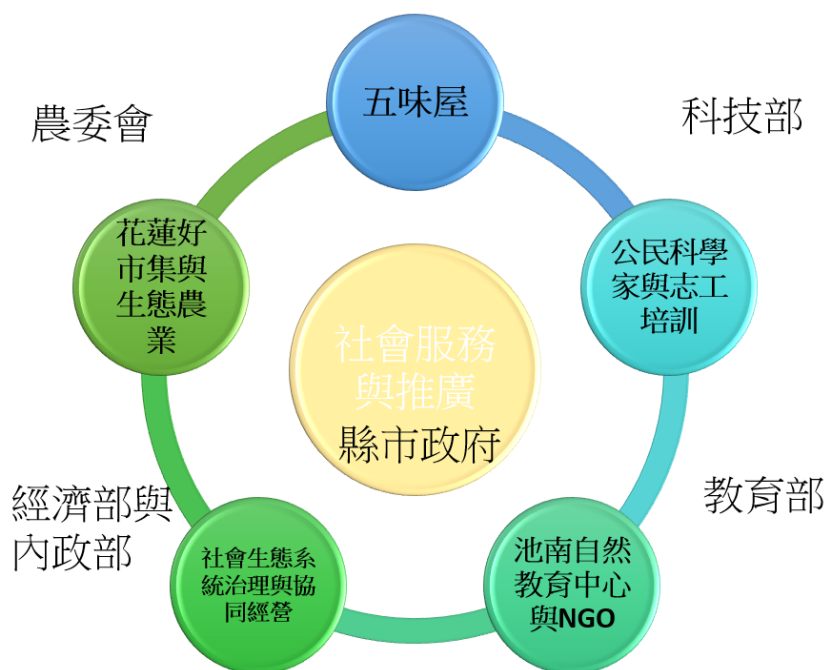 五味屋
農委會
科技部
花蓮好
市集與
生態農
業
公民科學
家與志工
培訓
社會服務
與推廣
縣市政府
經濟部與
內政部
教育部
社會生態系
統治理與協
同經營
池南自然
教育中心
與NGO